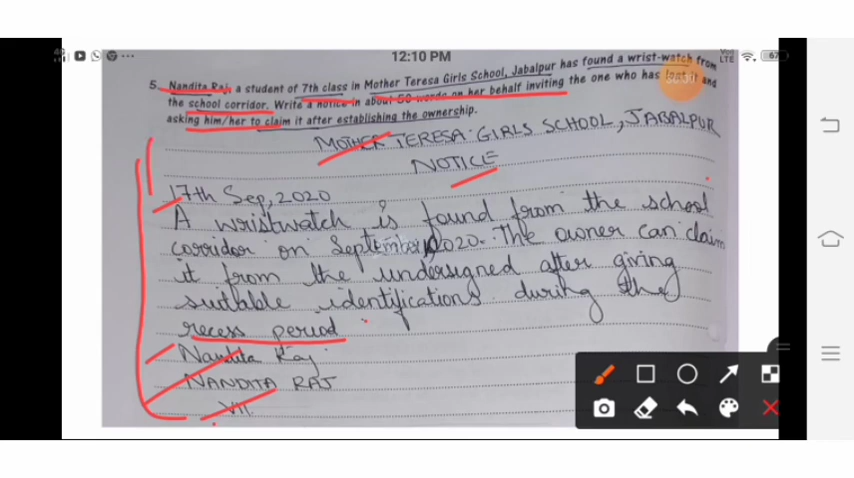 12:10 PM
VoD
LTE
67
5. Nandita Raj, a student of 7th class in Mother Teresa Girls School, Jabalpur has found a wrist-watch from
the school corridor. Write a notice in about 50 words on her behalf inviting the one who has lost it and
asking him/her to claim it after establishing the ownership.
MOTHER TERESA GIRLS SCHOOL, JABALPUR
NOTICE
17th Sep, 2020
A wristwatch is found from the school
corridor on September 2020. The owner can claim
it from the undersigned after giving
suitable identifications during the
recess period
Nandita Raj
NANDITA RAJ
VII